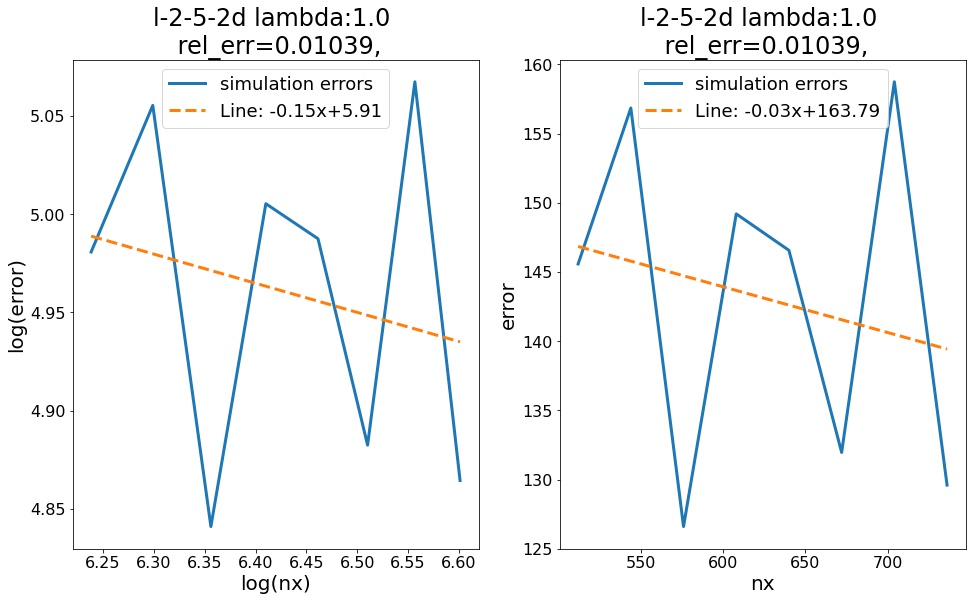 l-2-5-2d lambda:1.0
rel_err=0.01039,
simulation errors
Line: -0.15x+5.91
5.05
5.00
4.95
4.90
4.85
log(error)
6.25 6.30 6.35 6.40 6.45 6.50 6.55 6.60
log(nx)
l-2-5-2d lambda:1.0
rel_err=0.01039,
simulation errors
Line: -0.03x+163.79
160
155
150
145
140
135
130
125
error
550 600 650 700
nx